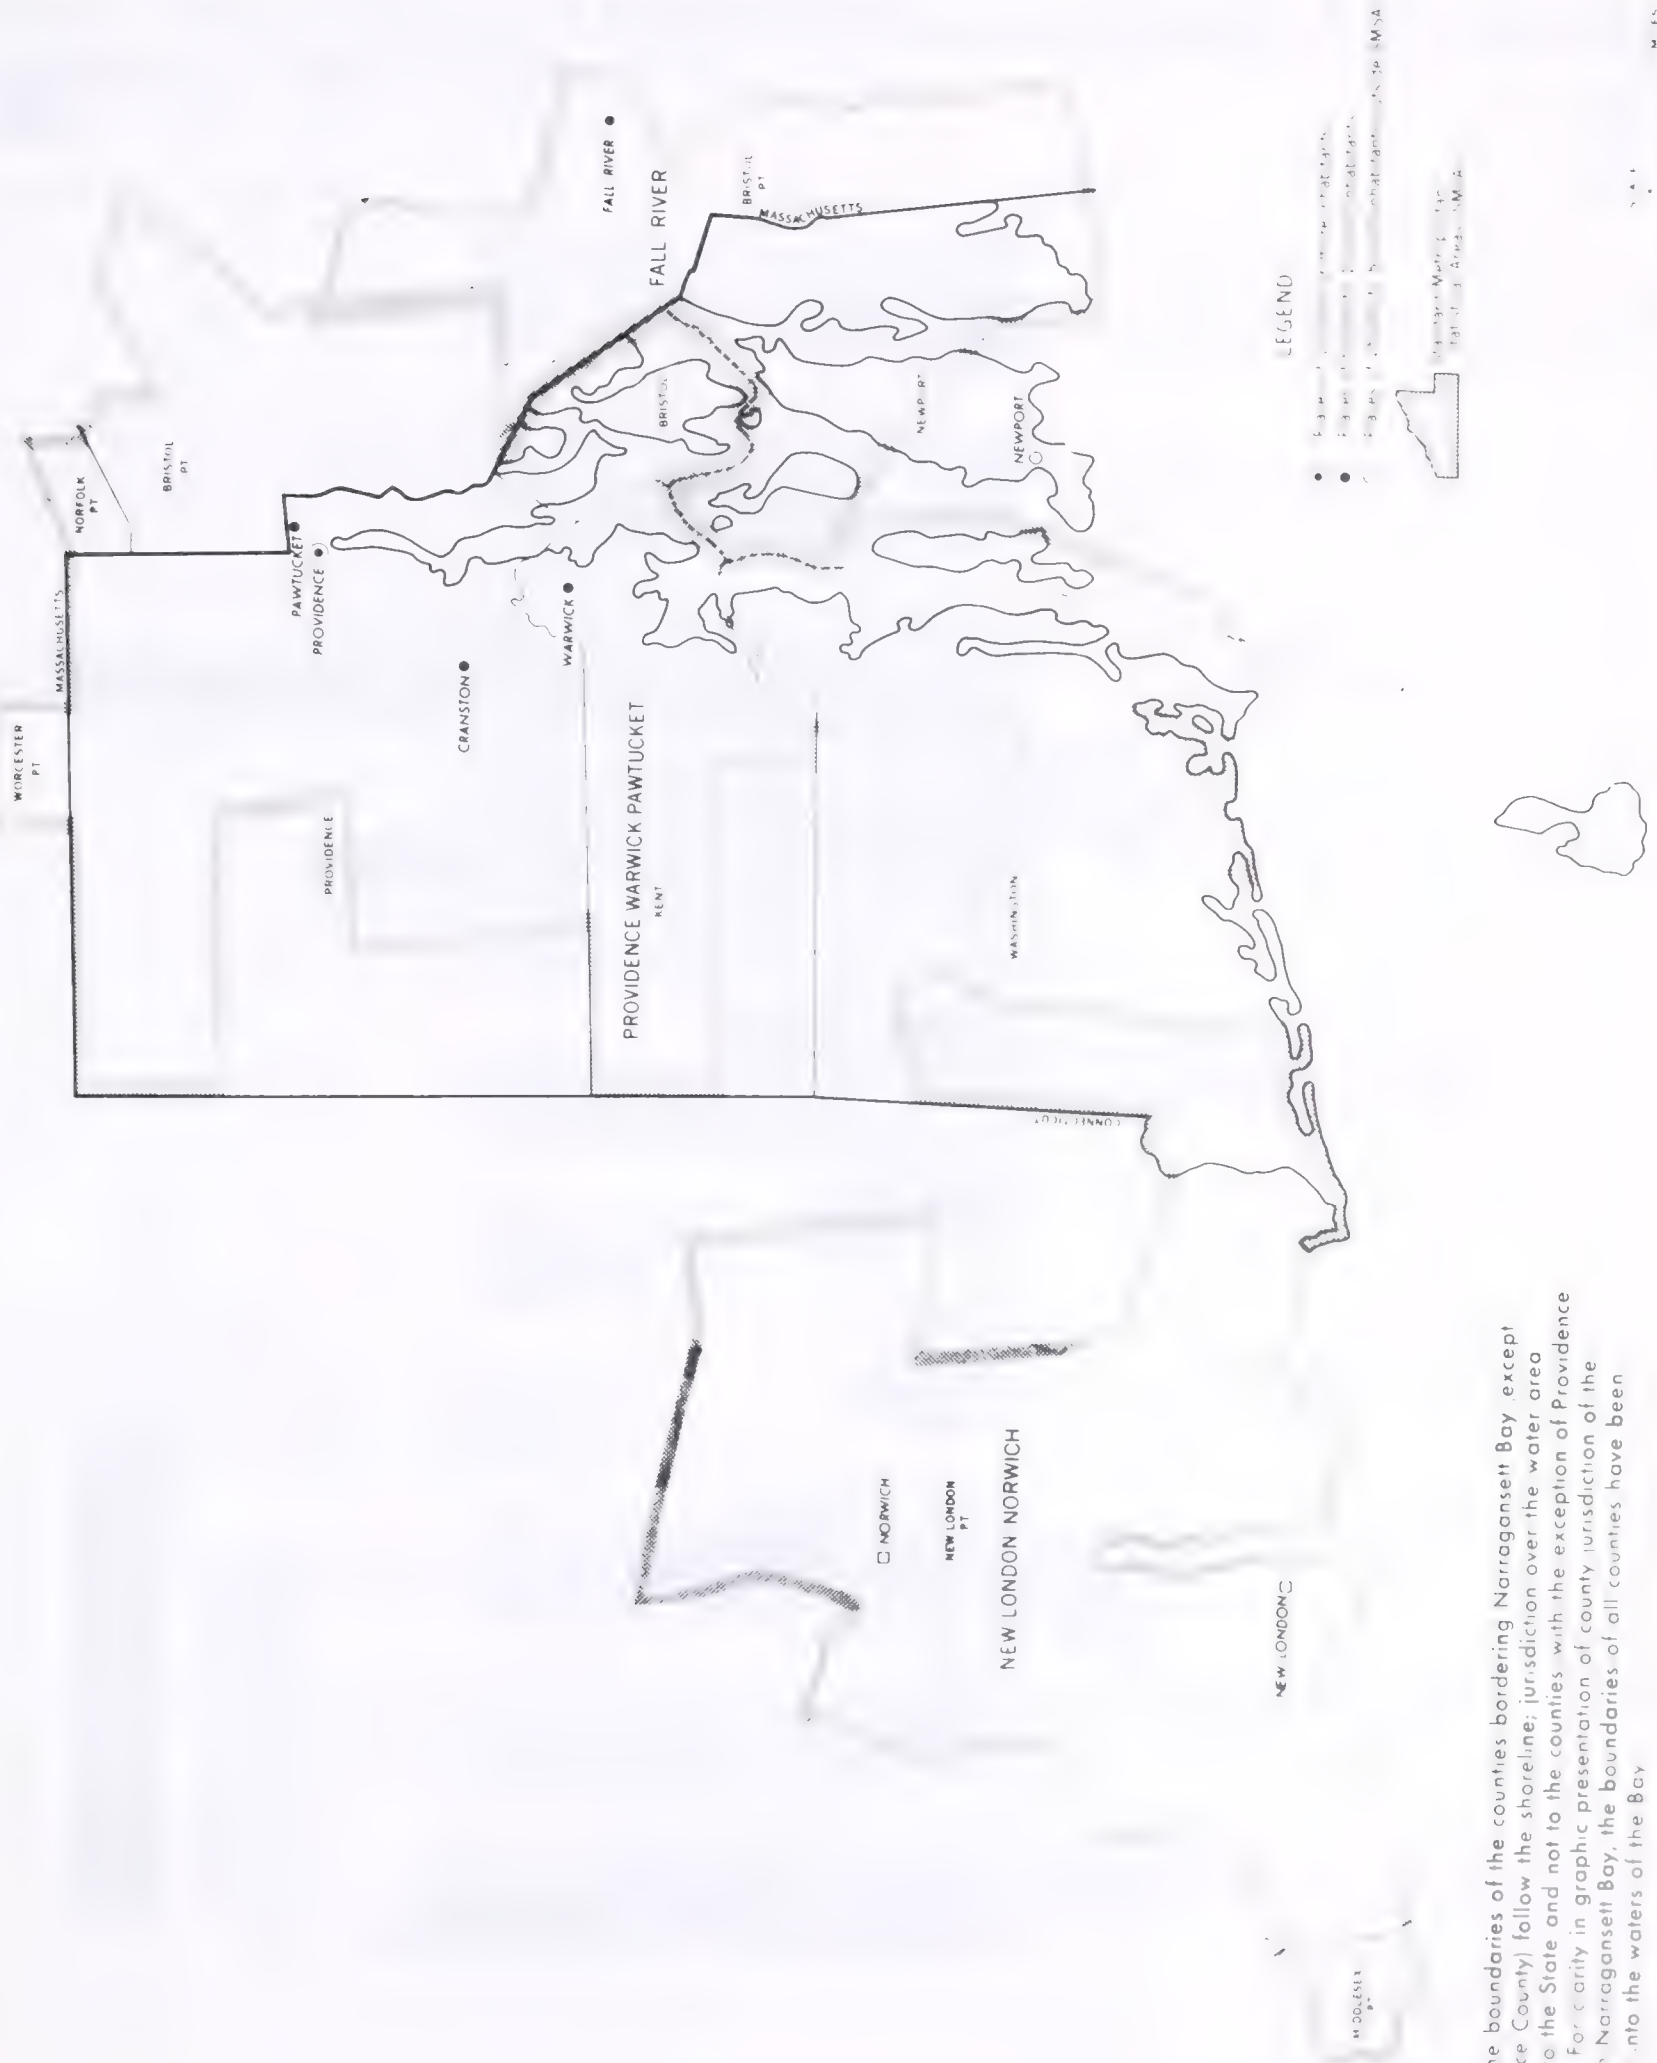 WORCESTER
PT
MASSACHUSETTS
NORFOLK
PT
BRISTOL
PT
PAWTUCKET
PROVIDENCE
CRANSTON
WARWICK
PROVIDENCE
PROVIDENCE WARWICK PAWTUCKET
KENT
WASHINGTON
CONNECTICUT
FALL RIVER
FALL RIVER
BRISTOL
PT
MASSACHUSETTS
BRISTOL
NEWPORT
NEWPORT
NORWICH
NEW LONDON
PT
NEW LONDON NORWICH
NEW LONDON
MIDDLESEX
PT
LEGEND
boundaries of the counties bordering Narragansett Bay except
County) follow the shoreline; jurisdiction over the water area
the State and not to the counties with the exception of Providence
For clarity in graphic presentation of county jurisdiction of the
Narragansett Bay, the boundaries of all counties have been
into the waters of the Bay